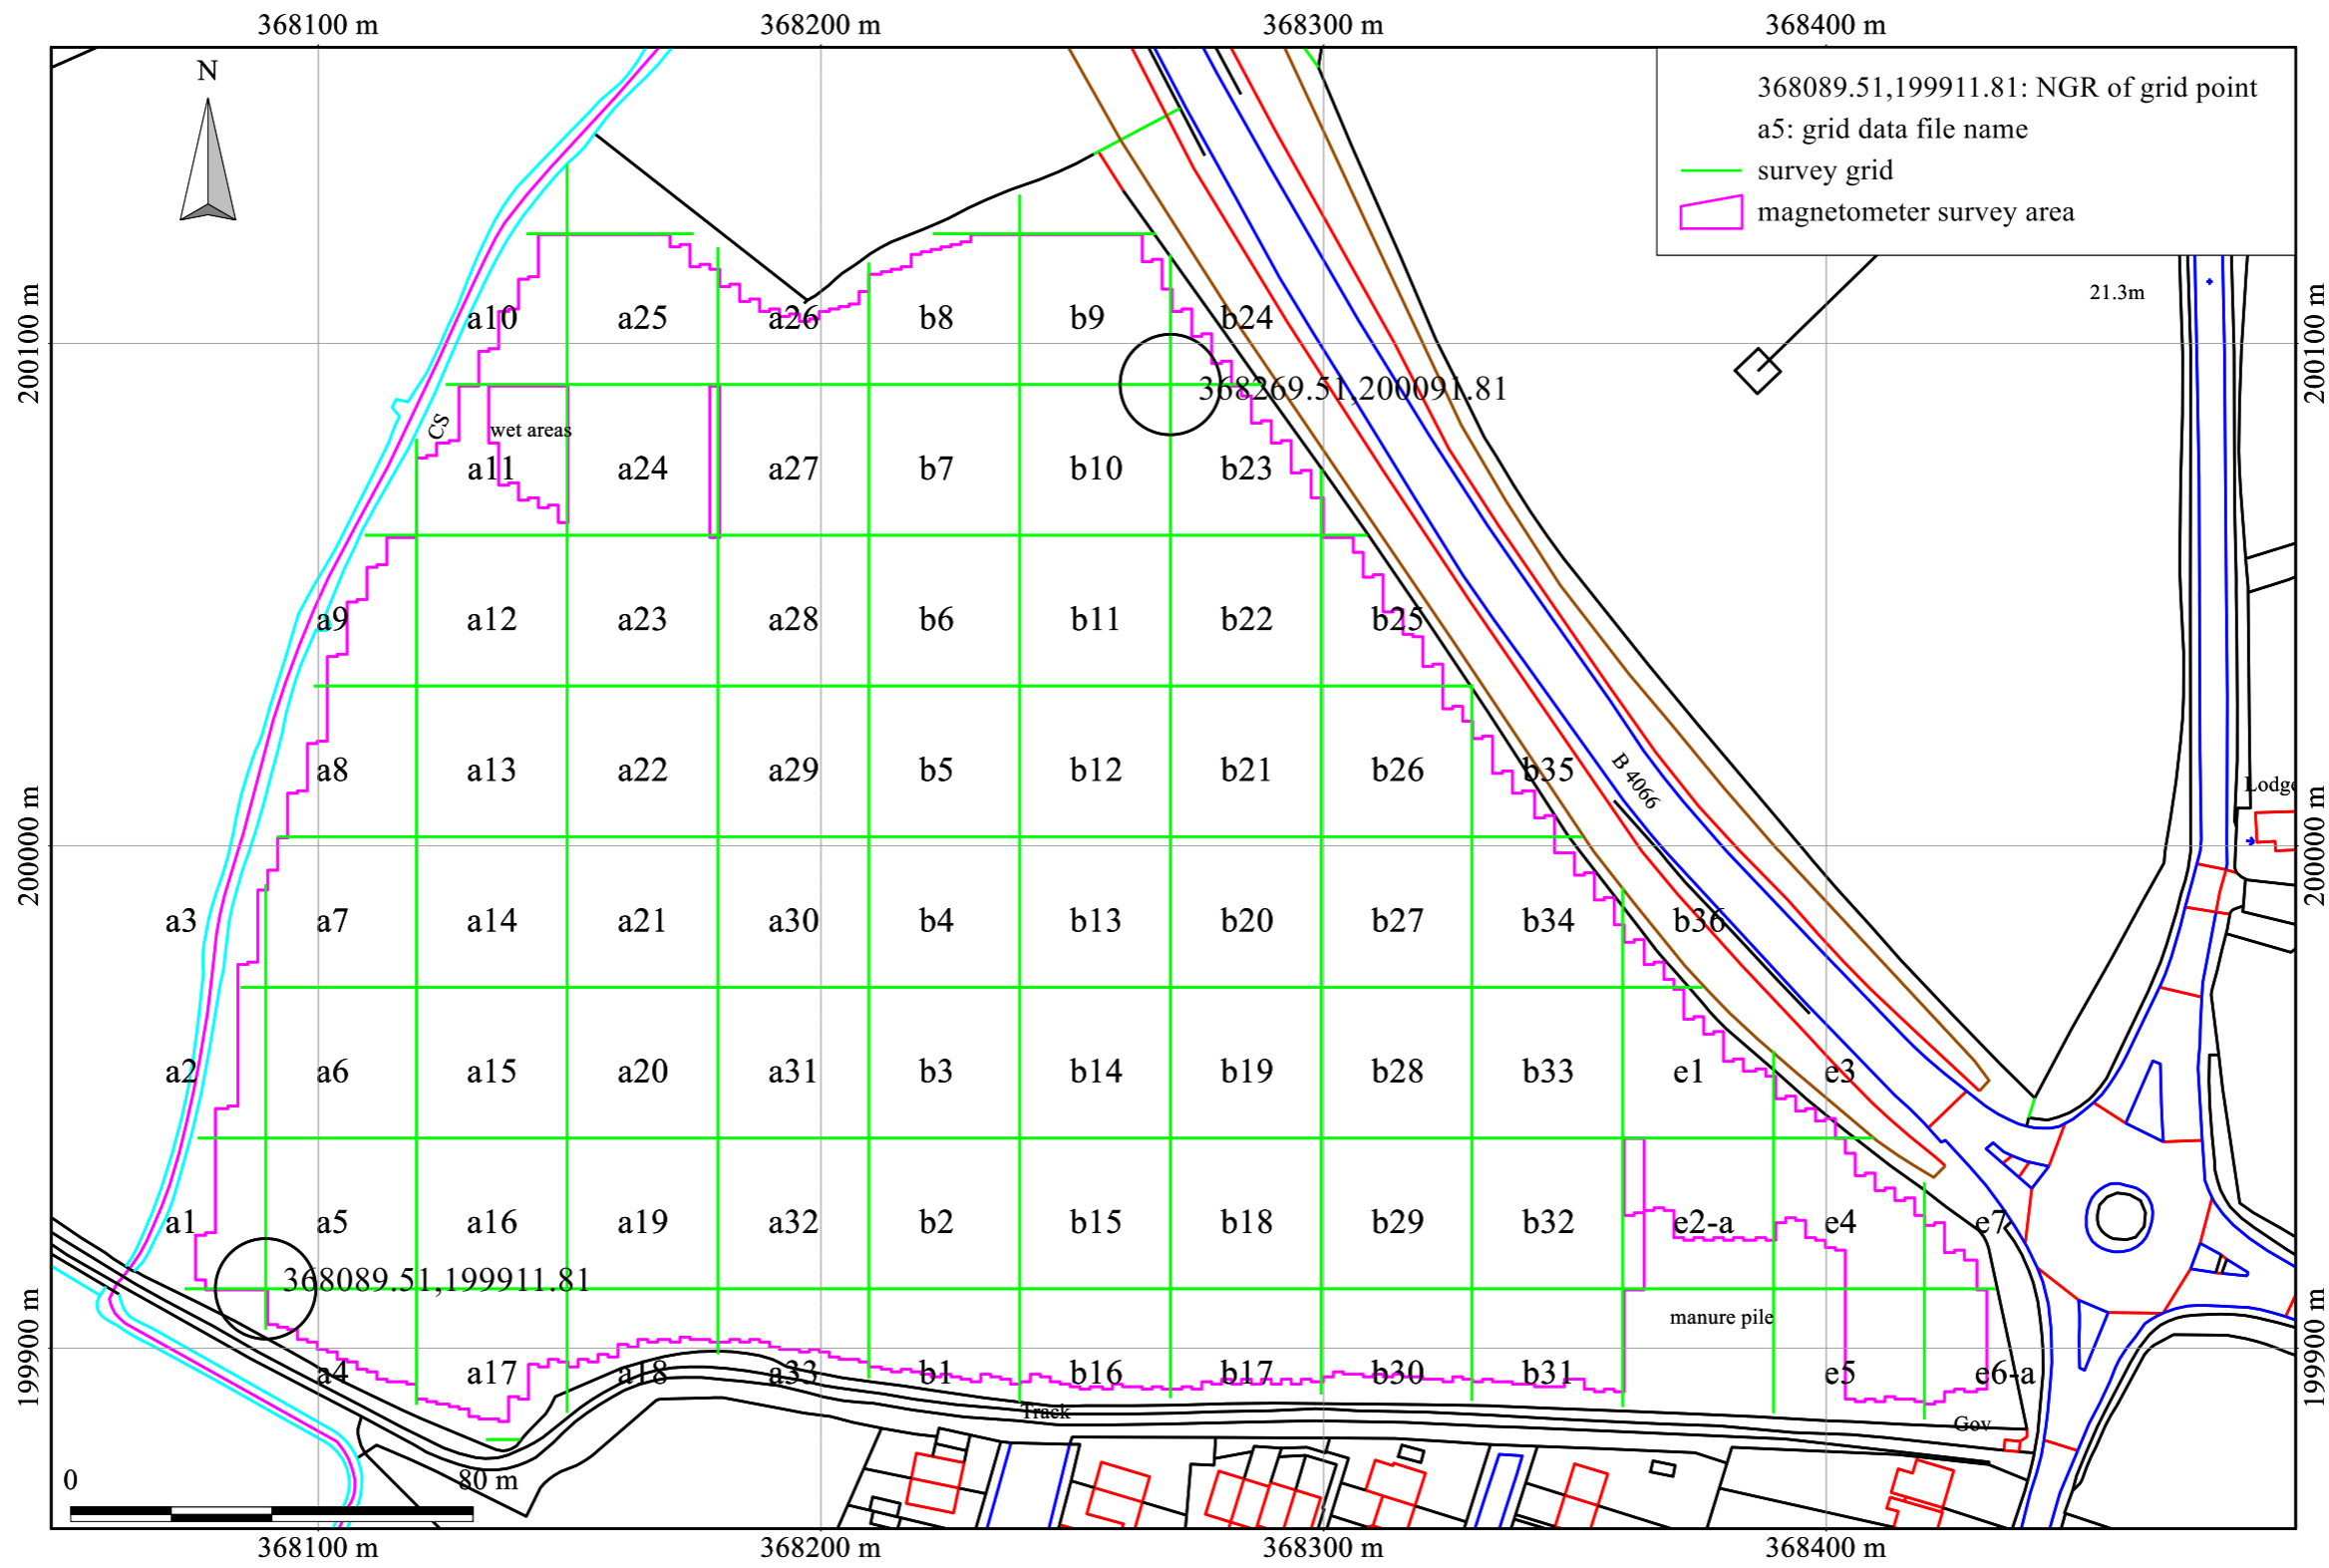 368100 m 368200 m 368300 m 368400 m
N
368089.51,199911.81: NGR of grid point
a5: grid data file name
survey grid
magnetometer survey area
21.3m
200100 m 200100 m
a10 a25 a26 b8 b9 b24
368269.51,200091.81
CS
wet areas
a11 a24 a27 b7 b10 b23
a9 a12 a23 a28 b6 b11 b22 b25
a8 a13 a22 a29 b5 b12 b21 b26 b35
B 4066
Lodge
200000 m 200000 m
a3 a7 a14 a21 a30 b4 b13 b20 b27 b34 b36
a2 a6 a15 a20 a31 b3 b14 b19 b28 b33 e1 e3
a1 a5 a16 a19 a32 b2 b15 b18 b29 b32 e2-a e4 e7
368089.51,199911.81
manure pile
199900 m 199900 m
a4 a17 a18 a33 b1 b16 b17 b30 b31 e5 e6-a
Track
Gov
0 80 m
368100 m 368200 m 368300 m 368400 m